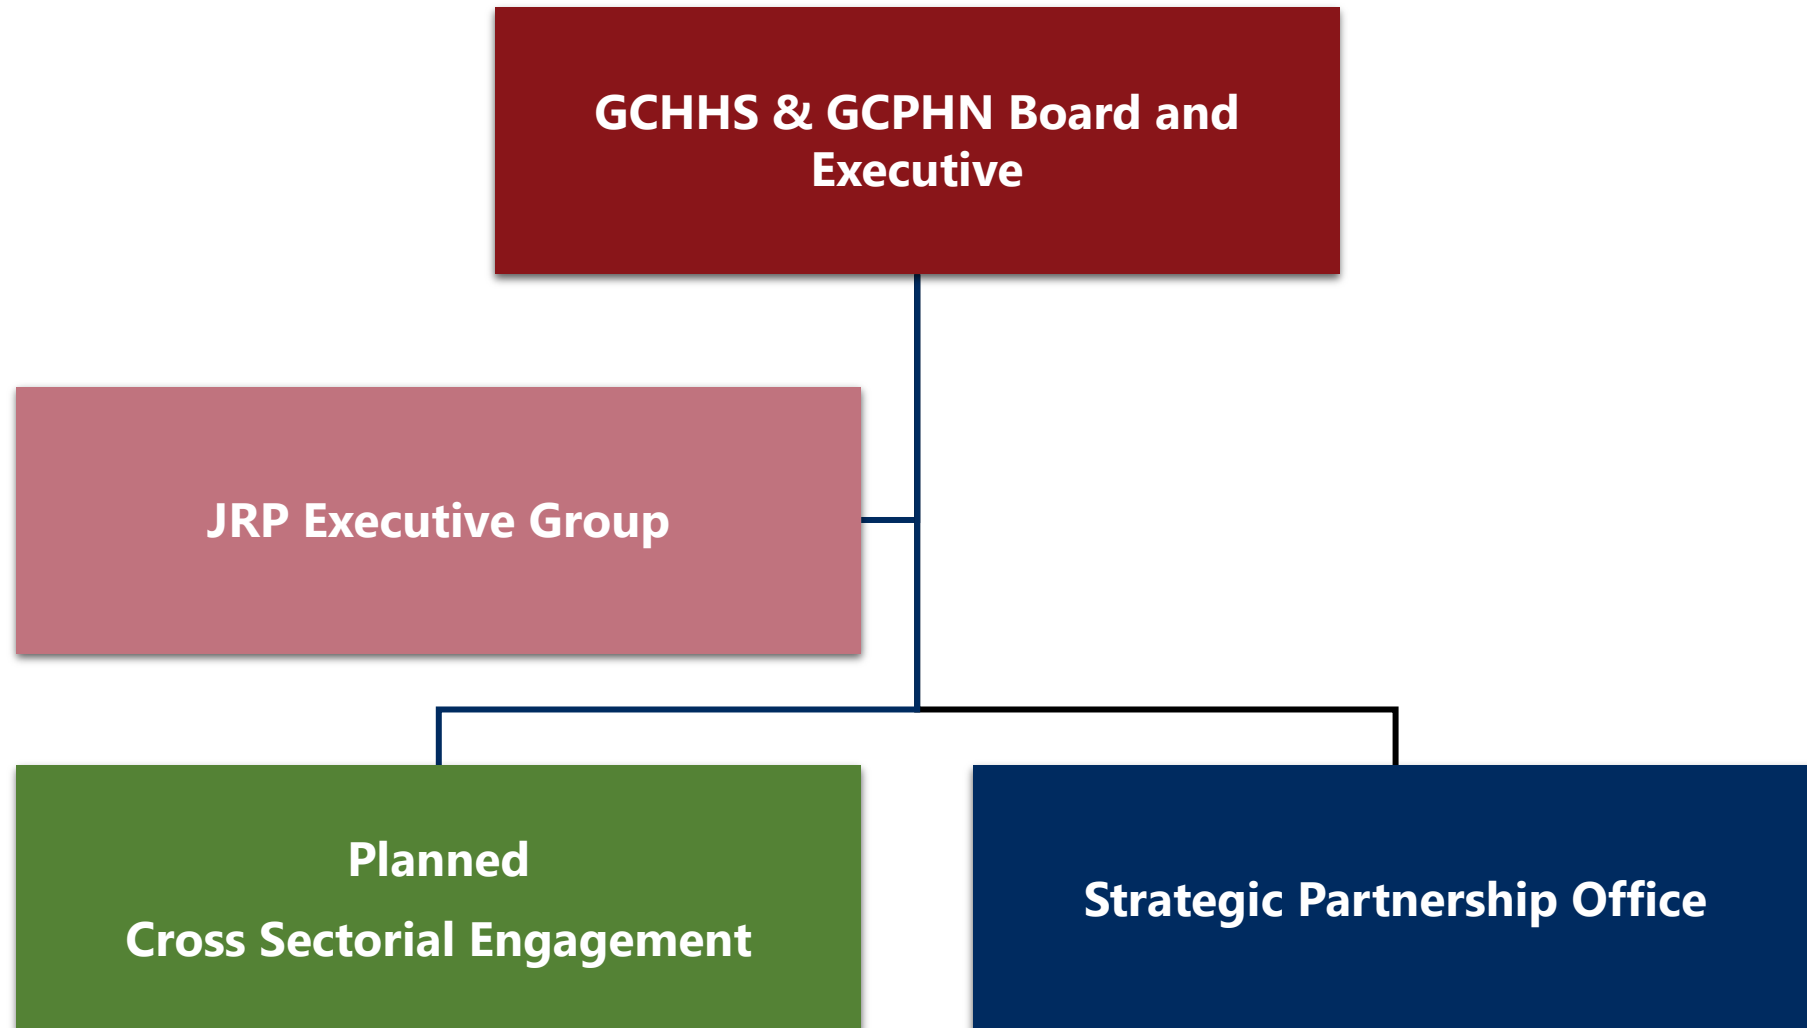 GCHHS & GCPHN Board and
Executive
JRP Executive Group
Planned
Cross Sectorial Engagement
Strategic Partnership Office